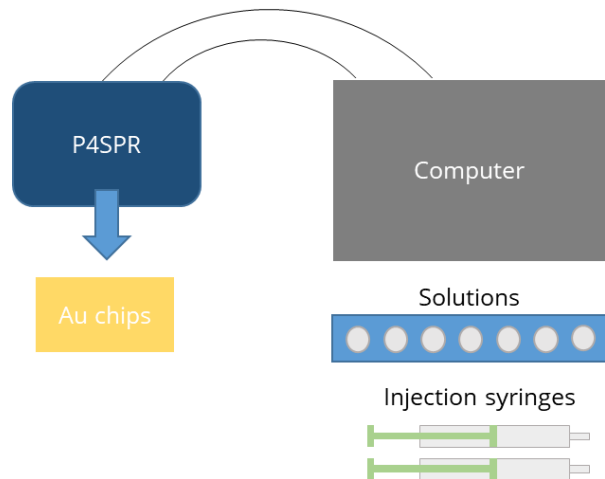 P4SPR
Computer
Au chips
Solutions
Injection syringes